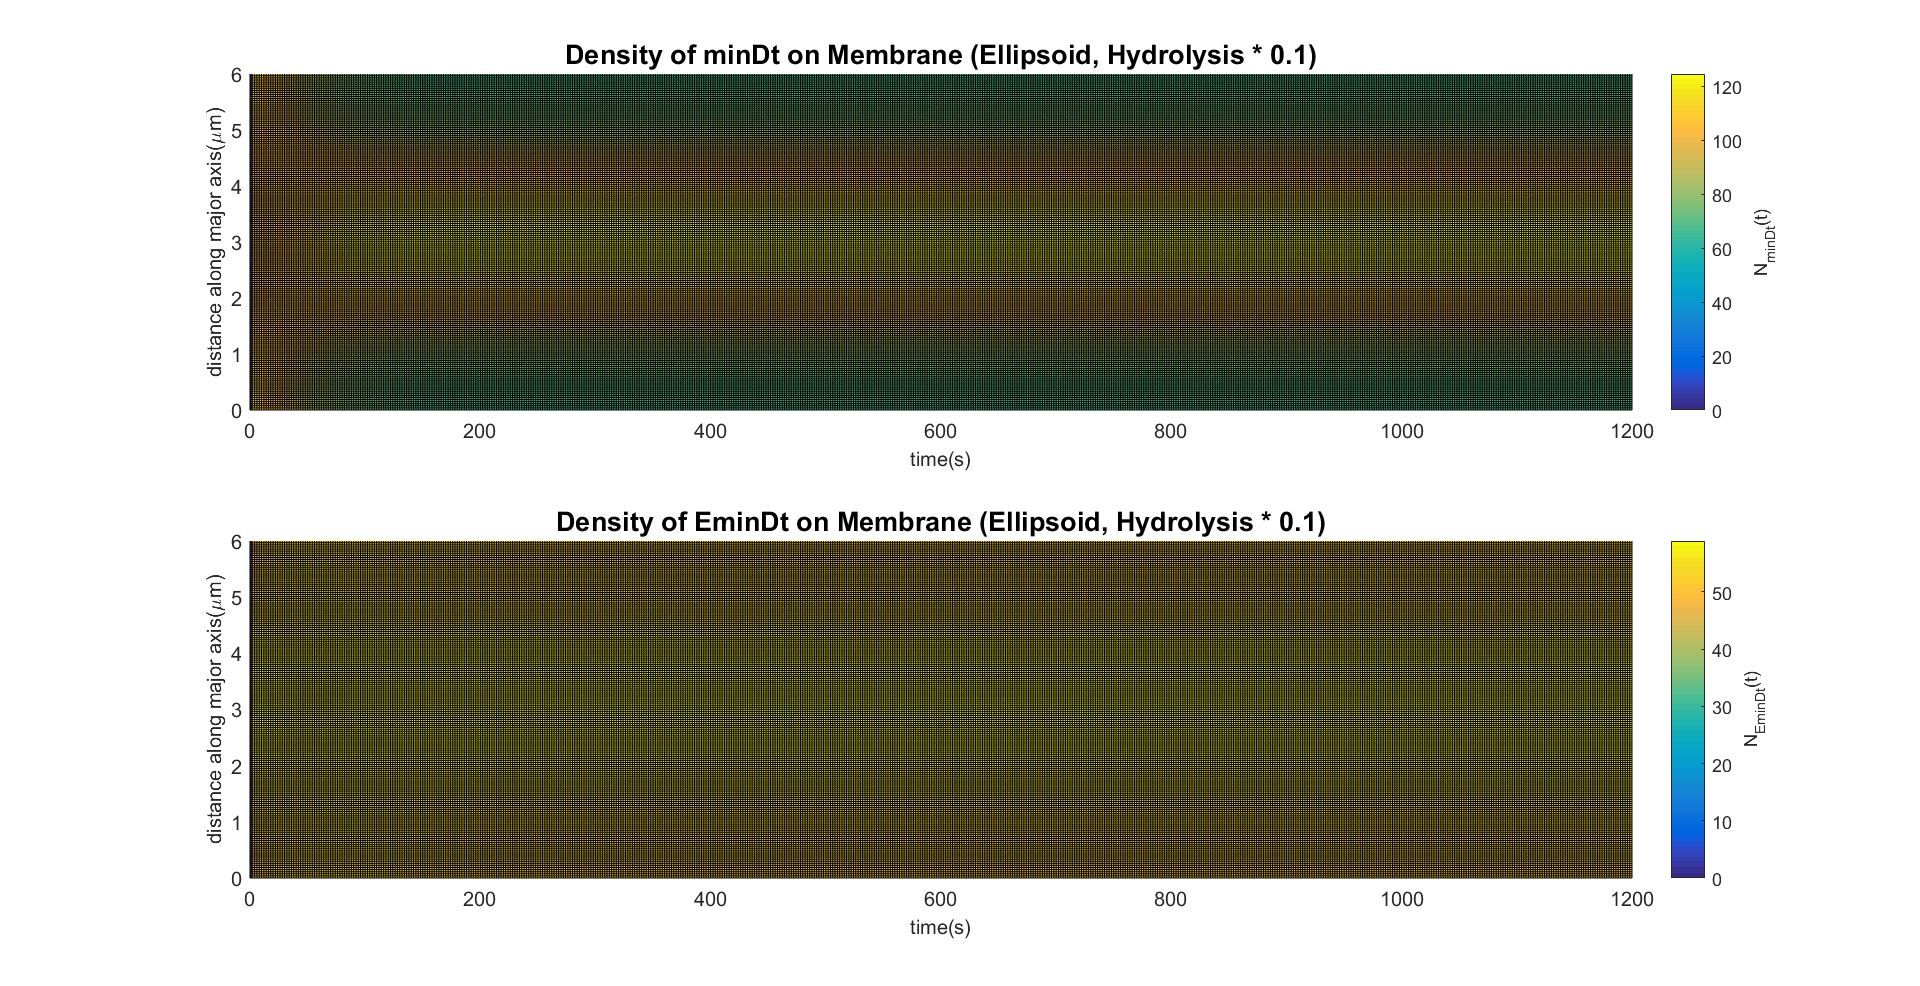 Density of minDt on Membrane (Ellipsoid, Hydrolysis * 0.1)
6
5
4
3
2
1
0
distance along major axis(μm)
0 200 400 600 800 1000 1200
time(s)
120
100
80
60
40
20
0
NminDt(t)
Density of EminDt on Membrane (Ellipsoid, Hydrolysis * 0.1)
6
5
4
3
2
1
0
distance along major axis(μm)
0 200 400 600 800 1000 1200
time(s)
50
40
30
20
10
0
NEminDt(t)